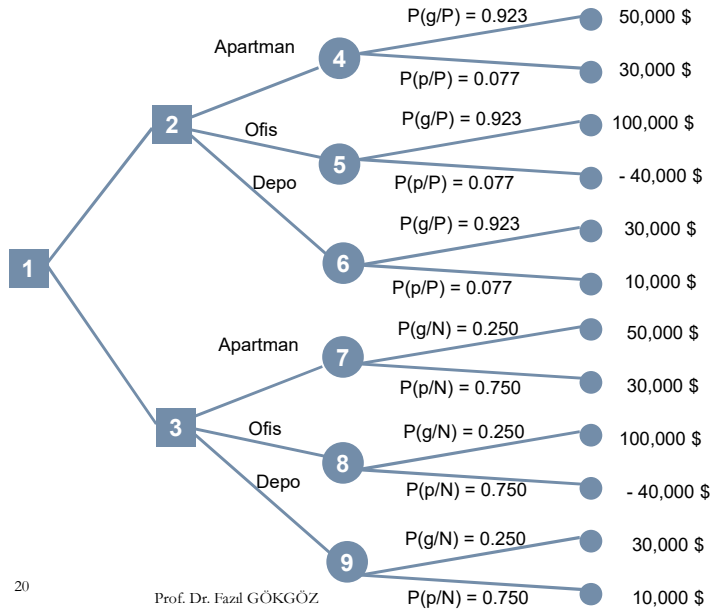 P(g/P) = 0.923 50,000 $
Apartman
4
P(p/P) = 0.077 30,000 $
2
P(g/P) = 0.923 100,000 $
Ofis
5
Depo
P(p/P) = 0.077 - 40,000 $
P(g/P) = 0.923 30,000 $
1
6
P(p/P) = 0.077 10,000 $
P(g/N) = 0.250 50,000 $
Apartman
7
P(p/N) = 0.750 30,000 $
3
Ofis
P(g/N) = 0.250 100,000 $
8
Depo
P(p/N) = 0.750 - 40,000 $
P(g/N) = 0.250 30,000 $
9
P(p/N) = 0.750 10,000 $
20
Prof. Dr. Fazıl GÖKGÖZ